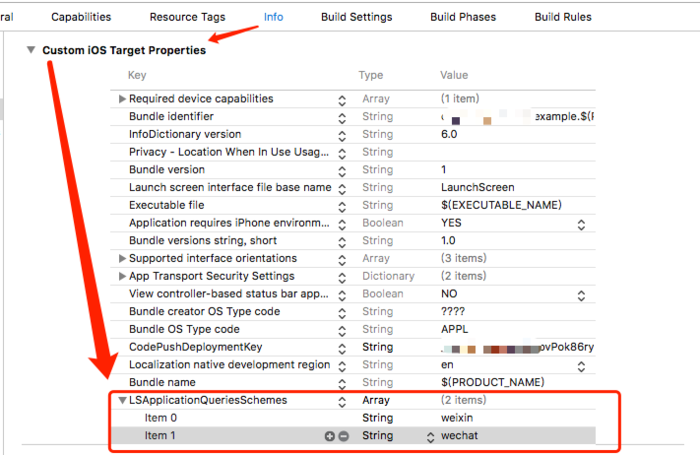 ral Capabilities Resource Tags Info Build Settings Build Phases Build Rules
Custom iOS Target Properties
Key Type Value
Required device capabilities Array (1 item)
Bundle identifier String example.$(
InfoDictionary version String 6.0
Privacy - Location When In Use Usag... String
Bundle version String 1
Launch screen interface file base name String LaunchScreen
Executable file String $(EXECUTABLE_NAME)
Application requires iPhone environm... Boolean YES
Bundle versions string, short String 1.0
Supported interface orientations Array (3 items)
App Transport Security Settings Dictionary (2 items)
View controller-based status bar app... Boolean NO
Bundle creator OS Type code String ????
Bundle OS Type code String APPL
CodePushDeploymentKey String ovPok86ry
Localization native development region String en
Bundle name String $(PRODUCT_NAME)
LSApplicationQueriesSchemes Array (2 items)
Item 0 String weixin
Item 1 String wechat